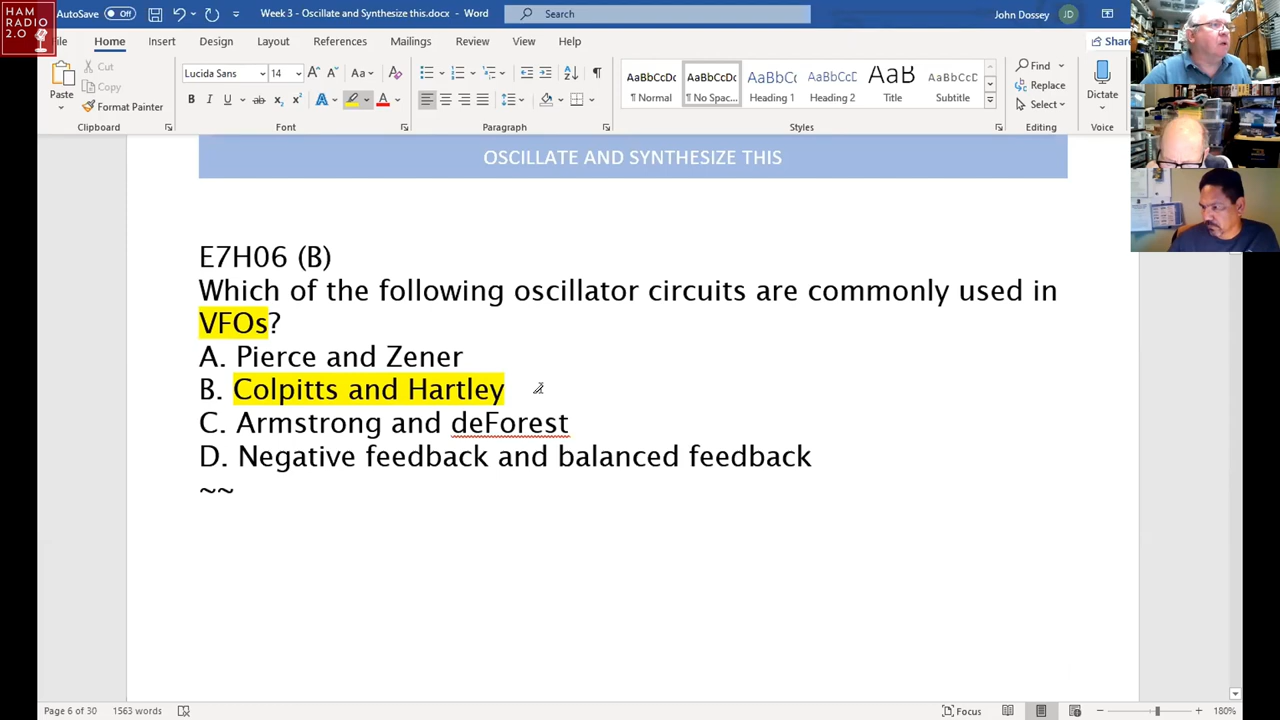 HAM
RADIO
2.0
AutoSave Off Week 3 - Oscillate and Synthesize this.docx - Word Search John Dossey JD
File Home Insert Design Layout References Mailings Review View Help Share
Paste Cut Copy Format Painter
Clipboard
Lucida Sans 14
Font
Paragraph
AaBbCcDc AaBbCcDc AaBbCc AaBbCcD AaB AaBbCcD
¶ Normal ¶ No Spac... Heading 1 Heading 2 Title Subtitle
Styles
Find
Replace
Select
Editing
Dictate
Voice
OSCILLATE AND SYNTHESIZE THIS
E7H06 (B)
Which of the following oscillator circuits are commonly used in
VFOs?
A. Pierce and Zener
B. Colpitts and Hartley
C. Armstrong and deForest
D. Negative feedback and balanced feedback
~~
Page 6 of 30 1563 words Focus 180%